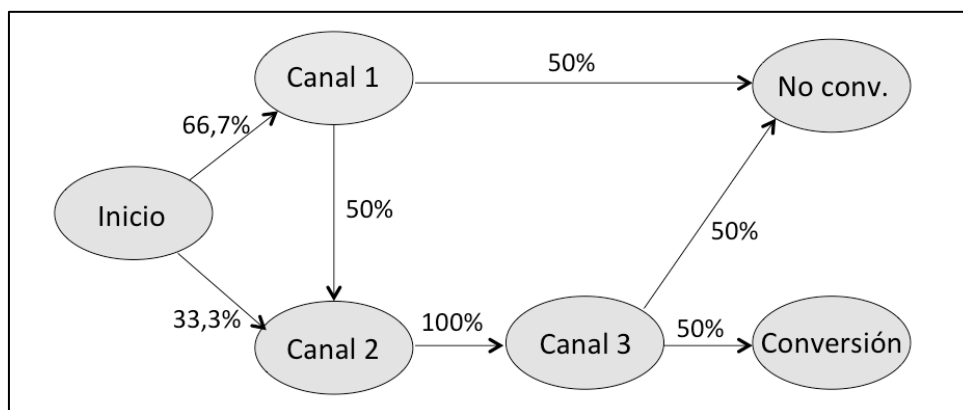 Canal 1
50%
No conv.
66,7%
Inicio
50%
50%
33,3%
Canal 2
100%
Canal 3
50%
Conversión